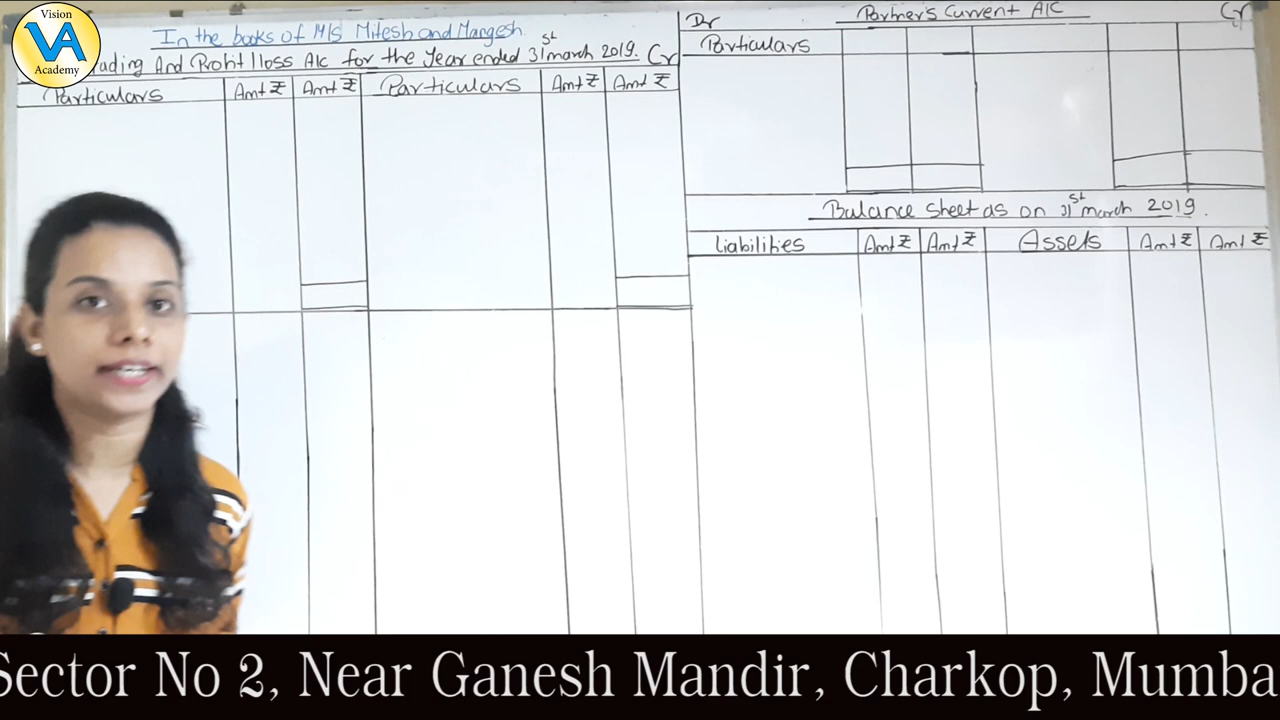 Vision
VA
Academy
In the books of M/s Mitesh and Mangesh.
rading And Profit | loss A/c for the Year ended 31st march 2019. Cr
Particulars Amt ₹ Amt ₹ Particulars Amt ₹ Amt ₹
Dr Partner's Current A/C Cr
Particulars
Balance sheet as on 31st march 2019.
Liabilities Amt ₹ Amt ₹ Assets Amt ₹ Amt ₹
Sector No 2, Near Ganesh Mandir, Charkop, Mumba